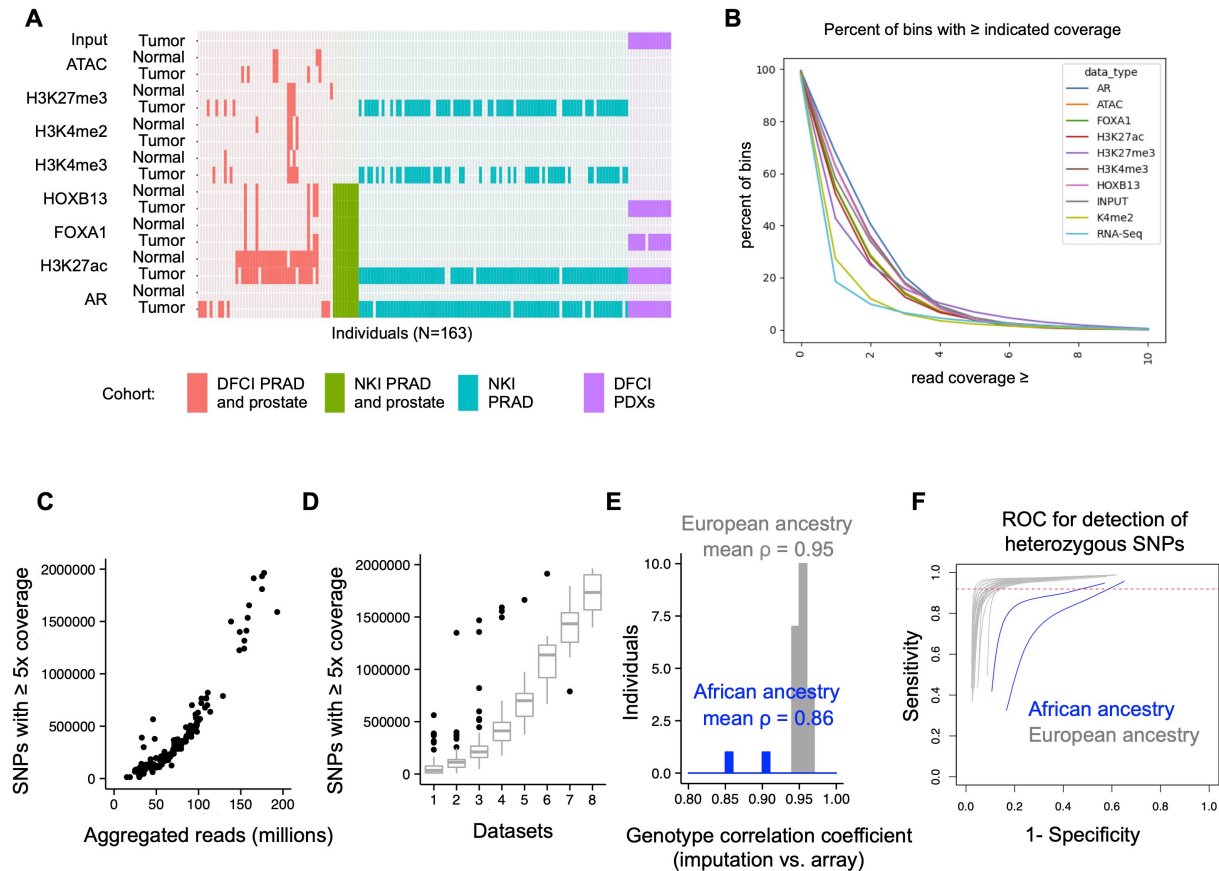 A
Input
Tumor
ATAC
Normal
Tumor
H3K27me3
Normal
Tumor
H3K4me2
Normal
Tumor
H3K4me3
Normal
Tumor
HOXB13
Normal
Tumor
FOXA1
Normal
Tumor
H3K27ac
Normal
Tumor
AR
Normal
Tumor
Individuals (N=163)
Cohort:
DFCI PRAD
and prostate
NKI PRAD
and prostate
NKI
PRAD
DFCI
PDXs
B
Percent of bins with ≥ indicated coverage
percent of bins
100
80
60
40
20
0
0
2
4
6
8
10
read coverage ≥
data_type
AR
ATAC
FOXA1
H3K27ac
H3K27me3
H3K4me3
HOXB13
INPUT
K4me2
RNA-Seq
C
SNPs with ≥ 5x coverage
2000000
1500000
1000000
500000
0
0 50 100 150 200
Aggregated reads (millions)
D
SNPs with ≥ 5x coverage
2000000
1500000
1000000
500000
0
1 2 3 4 5 6 7 8
Datasets
E
European ancestry
mean ρ = 0.95
Individuals
10.0
7.5
5.0
2.5
0.0
African ancestry
mean ρ = 0.86
0.80 0.85 0.90 0.95 1.00
Genotype correlation coefficient
(imputation vs. array)
F
ROC for detection of
heterozygous SNPs
Sensitivity
1.0
0.8
0.6
0.4
0.2
0.0
African ancestry
European ancestry
0.0 0.2 0.4 0.6 0.8 1.0
1- Specificity